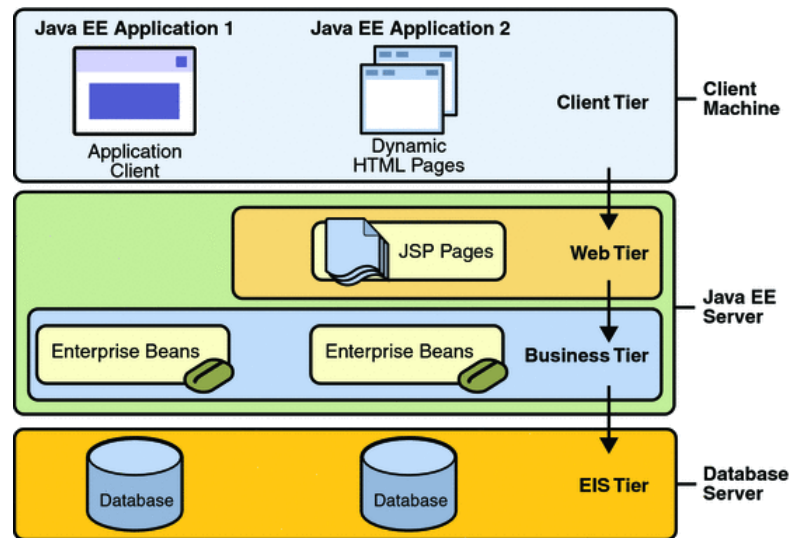 Java EE Application 1
Java EE Application 2
Application
Client
Dynamic
HTML Pages
Client Tier
Client
Machine
JSP Pages
Web Tier
Java EE
Server
Enterprise Beans
Enterprise Beans
Business Tier
Database
Database
EIS Tier
Database
Server